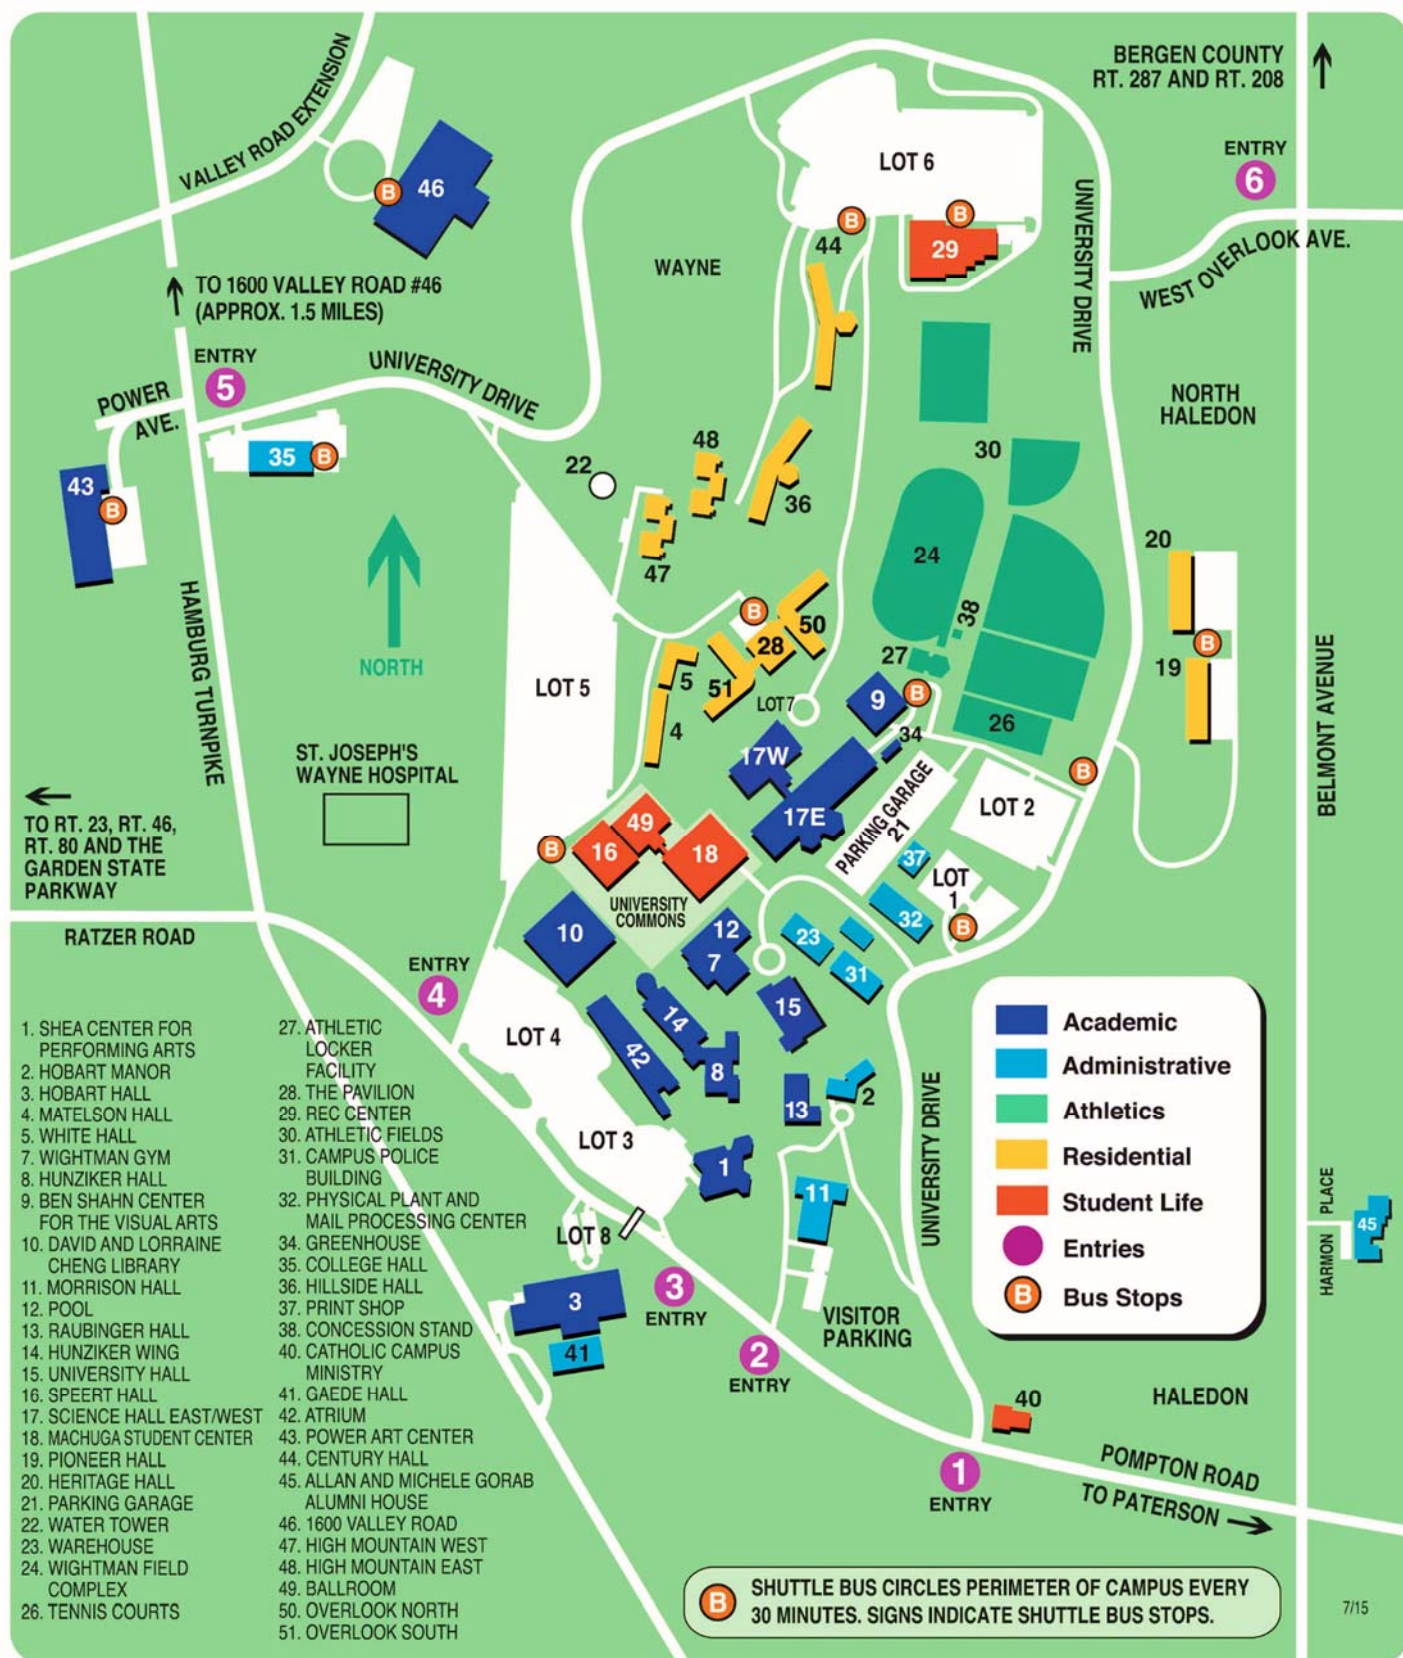 VALLEY ROAD EXTENSION
BERGEN COUNTY
RT. 287 AND RT. 208
ENTRY
6
LOT 6
B
46
B
B
44
29
WAYNE
UNIVERSITY DRIVE
WEST OVERLOOK AVE.
TO 1600 VALLEY ROAD #46
(APPROX. 1.5 MILES)
ENTRY
5
POWER
AVE.
UNIVERSITY DRIVE
NORTH
HALEDON
35
B
43
B
22
48
47
36
30
24
38
20
B
19
HAMBURG TURNPIKE
NORTH
B
50
28
51
5
4
LOT 7
27
9
B
34
26
B
LOT 5
17W
17E
PARKING GARAGE
21
LOT 2
BELMONT AVENUE
ST. JOSEPH'S
WAYNE HOSPITAL
TO RT. 23, RT. 46,
RT. 80 AND THE
GARDEN STATE
PARKWAY
B
16
49
18
37
LOT
1
32
B
UNIVERSITY
COMMONS
RATZER ROAD
10
12
7
23
31
ENTRY
4
LOT 4
42
14
8
15
13
2
UNIVERSITY DRIVE
LOT 3
1
11
LOT 8
3
41
3
ENTRY
2
ENTRY
VISITOR
PARKING
Academic
Administrative
Athletics
Residential
Student Life
Entries
B
Bus Stops
HARMON PLACE
45
40
HALEDON
1
ENTRY
POMPTON ROAD
TO PATERSON
1. SHEA CENTER FOR
PERFORMING ARTS
2. HOBART MANOR
3. HOBART HALL
4. MATELSON HALL
5. WHITE HALL
7. WIGHTMAN GYM
8. HUNZIKER HALL
9. BEN SHAHN CENTER
FOR THE VISUAL ARTS
10. DAVID AND LORRAINE
CHENG LIBRARY
11. MORRISON HALL
12. POOL
13. RAUBINGER HALL
14. HUNZIKER WING
15. UNIVERSITY HALL
16. SPEERT HALL
17. SCIENCE HALL EAST/WEST
18. MACHUGA STUDENT CENTER
19. PIONEER HALL
20. HERITAGE HALL
21. PARKING GARAGE
22. WATER TOWER
23. WAREHOUSE
24. WIGHTMAN FIELD
COMPLEX
26. TENNIS COURTS
27. ATHLETIC
LOCKER
FACILITY
28. THE PAVILION
29. REC CENTER
30. ATHLETIC FIELDS
31. CAMPUS POLICE
BUILDING
32. PHYSICAL PLANT AND
MAIL PROCESSING CENTER
34. GREENHOUSE
35. COLLEGE HALL
36. HILLSIDE HALL
37. PRINT SHOP
38. CONCESSION STAND
40. CATHOLIC CAMPUS
MINISTRY
41. GAEDE HALL
42. ATRIUM
43. POWER ART CENTER
44. CENTURY HALL
45. ALLAN AND MICHELE GORAB
ALUMNI HOUSE
46. 1600 VALLEY ROAD
47. HIGH MOUNTAIN WEST
48. HIGH MOUNTAIN EAST
49. BALLROOM
50. OVERLOOK NORTH
51. OVERLOOK SOUTH
B
SHUTTLE BUS CIRCLES PERIMETER OF CAMPUS EVERY
30 MINUTES. SIGNS INDICATE SHUTTLE BUS STOPS.
7/15